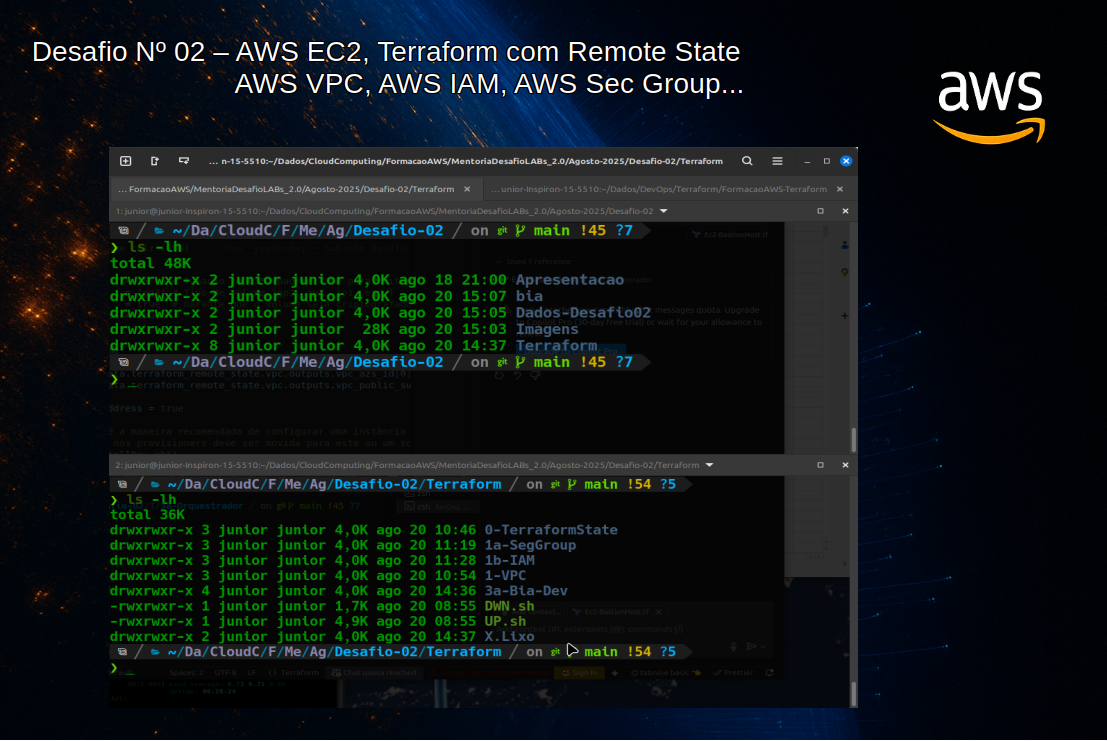 Desafio Nº 02 – AWS EC2, Terraform com Remote State
AWS VPC, AWS IAM, AWS Sec Group...
aws
... n-15-5510:~/Dados/CloudComputing/FormacaoAWS/MentoriaDesafioLABs_2.0/Agosto-2025/Desafio-02/Terraform
... FormacaoAWS/MentoriaDesafioLABs_2.0/Agosto-2025/Desafio-02/Terraform
...unior-Inspiron-15-5510:~/Dados/DevOps/Terraform/FormacaoAWS-Terraform
1:junior@junior-Inspiron-15-5510:~/Dados/CloudComputing/FormacaoAWS/MentoriaDesafioLABs_2.0/Agosto-2025/Desafio-02
/ ~/Da/CloudC/F/Me/Ag/Desafio-02 / on git main !45 ?7
❯ ls -lh
total 48K
drwxrwxr-x 2 junior junior 4,0K ago 18 21:00 Apresentacao
drwxrwxr-x 2 junior junior 4,0K ago 20 15:07 bia
drwxrwxr-x 2 junior junior 4,0K ago 20 15:05 Dados-Desafio02
drwxrwxr-x 2 junior junior  28K ago 20 15:03 Imagens
drwxrwxr-x 8 junior junior 4,0K ago 20 14:37 Terraform
/ ~/Da/CloudC/F/Me/Ag/Desafio-02 / on git main !45 ?7
❯
2:junior@junior-Inspiron-15-5510:~/Dados/CloudComputing/FormacaoAWS/MentoriaDesafioLABs_2.0/Agosto-2025/Desafio-02/Terraform
/ ~/Da/CloudC/F/Me/Ag/Desafio-02/Terraform / on git main !54 ?5
❯ ls -lh
total 36K
drwxrwxr-x 3 junior junior 4,0K ago 20 10:46 0-TerraformState
drwxrwxr-x 3 junior junior 4,0K ago 20 11:19 1a-SegGroup
drwxrwxr-x 3 junior junior 4,0K ago 20 11:28 1b-IAM
drwxrwxr-x 3 junior junior 4,0K ago 20 10:54 1-VPC
drwxrwxr-x 4 junior junior 4,0K ago 20 14:36 3a-Bia-Dev
-rwxrwxr-x 1 junior junior 1,7K ago 20 08:55 DWN.sh
-rwxrwxr-x 1 junior junior 4,9K ago 20 08:55 UP.sh
drwxrwxr-x 2 junior junior 4,0K ago 20 14:37 X.Lixo
/ ~/Da/CloudC/F/Me/Ag/Desafio-02/Terraform / on git main !54 ?5
❯